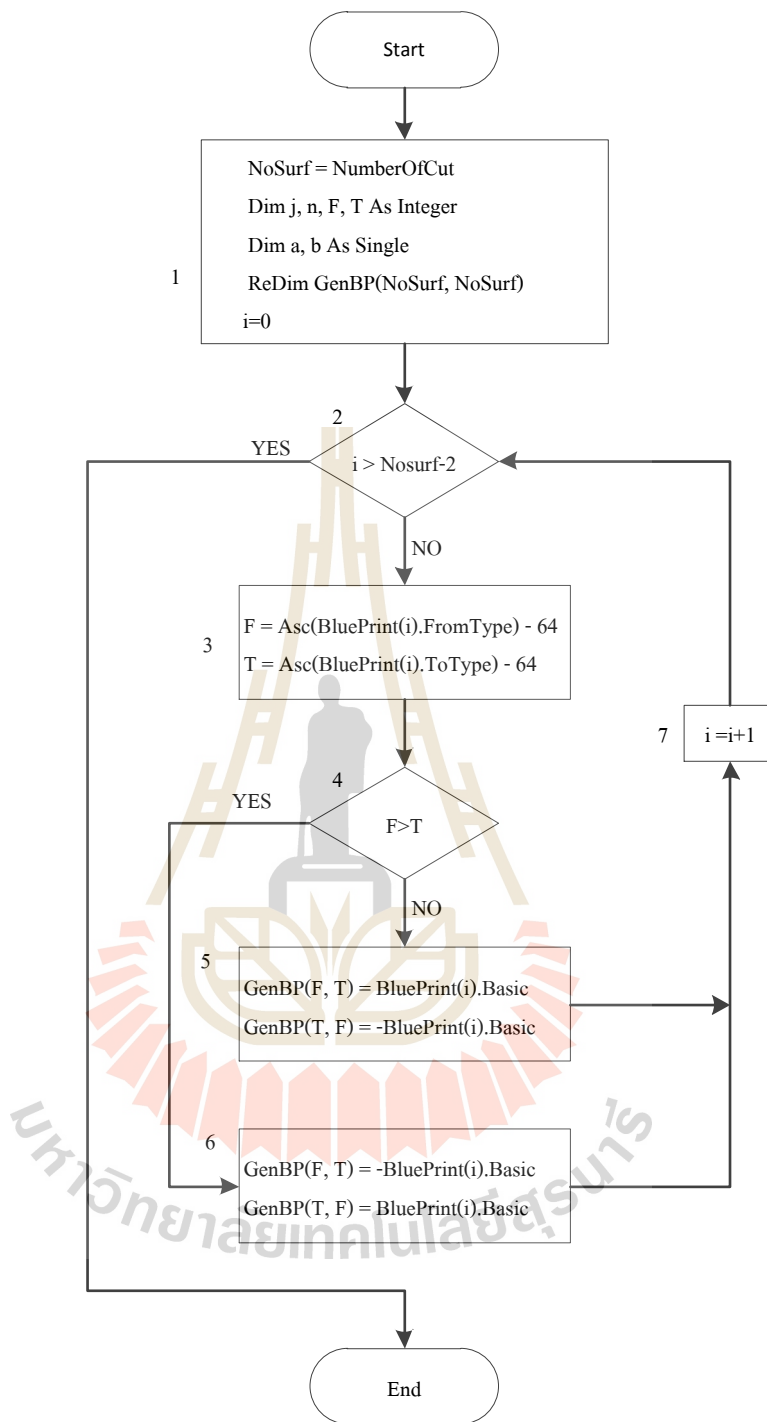 Start
NoSurf = NumberOfCut
Dim j, n, F, T As Integer
Dim a, b As Single
1
ReDim GenBP(NoSurf, NoSurf)
i=0
2
YES
i > Nosurf-2
NO
3
F = Asc(BluePrint(i).FromType) - 64
T = Asc(BluePrint(i).ToType) - 64
7
i =i+1
4
YES
F>T
NO
5
GenBP(F, T) = BluePrint(i).Basic
GenBP(T, F) = -BluePrint(i).Basic
6
GenBP(F, T) = -BluePrint(i).Basic
GenBP(T, F) = BluePrint(i).Basic
มหาวิทยาลัยเทคโนโลยีสุรนารี
End